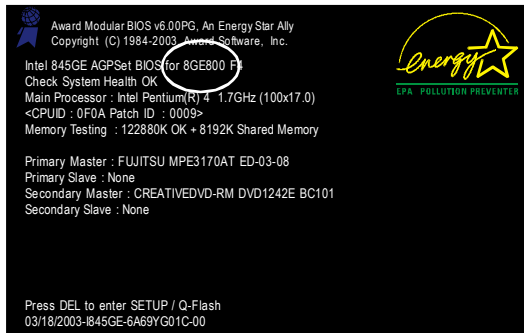 Award Modular BIOS v6.00PG, An Energy Star Ally
Copyright (C) 1984-2003, Award Software, Inc.
energy
EPA POLLUTION PREVENTER
Intel 845GE AGPSet BIOS for 8GE800 F4
Check System Health OK
Main Processor : Intel Pentium(R) 4 1.7GHz (100x17.0)
<CPUID : 0F0A Patch ID : 0009>
Memory Testing : 122880K OK + 8192K Shared Memory
Primary Master : FUJITSU MPE3170AT ED-03-08
Primary Slave : None
Secondary Master : CREATIVEDVD-RM DVD1242E BC101
Secondary Slave : None
Press DEL to enter SETUP / Q-Flash
03/18/2003-I845GE-6A69YG01C-00